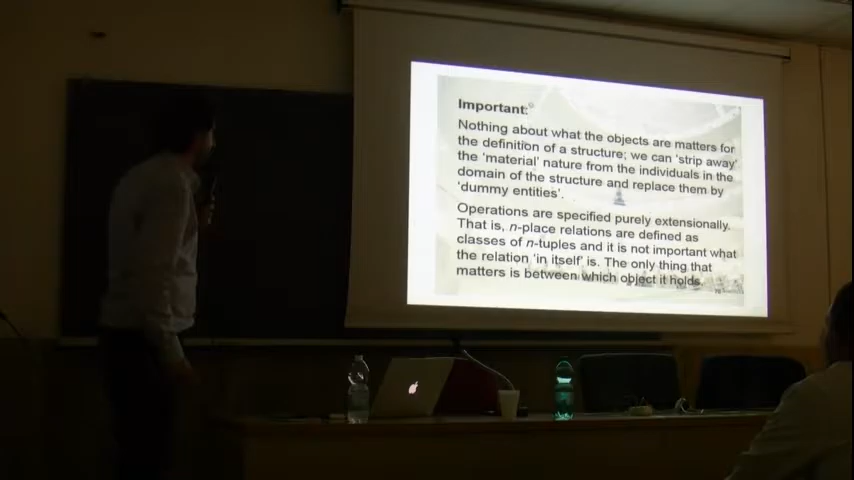 Important:
Nothing about what the objects are matters for
the definition of a structure; we can 'strip away'
the 'material' nature from the individuals in the
domain of the structure and replace them by
'dummy entities'.
Operations are specified purely extensionally.
That is, n-place relations are defined as
classes of n-tuples and it is not important what
the relation 'in itself' is. The only thing that
matters is between which object it holds.